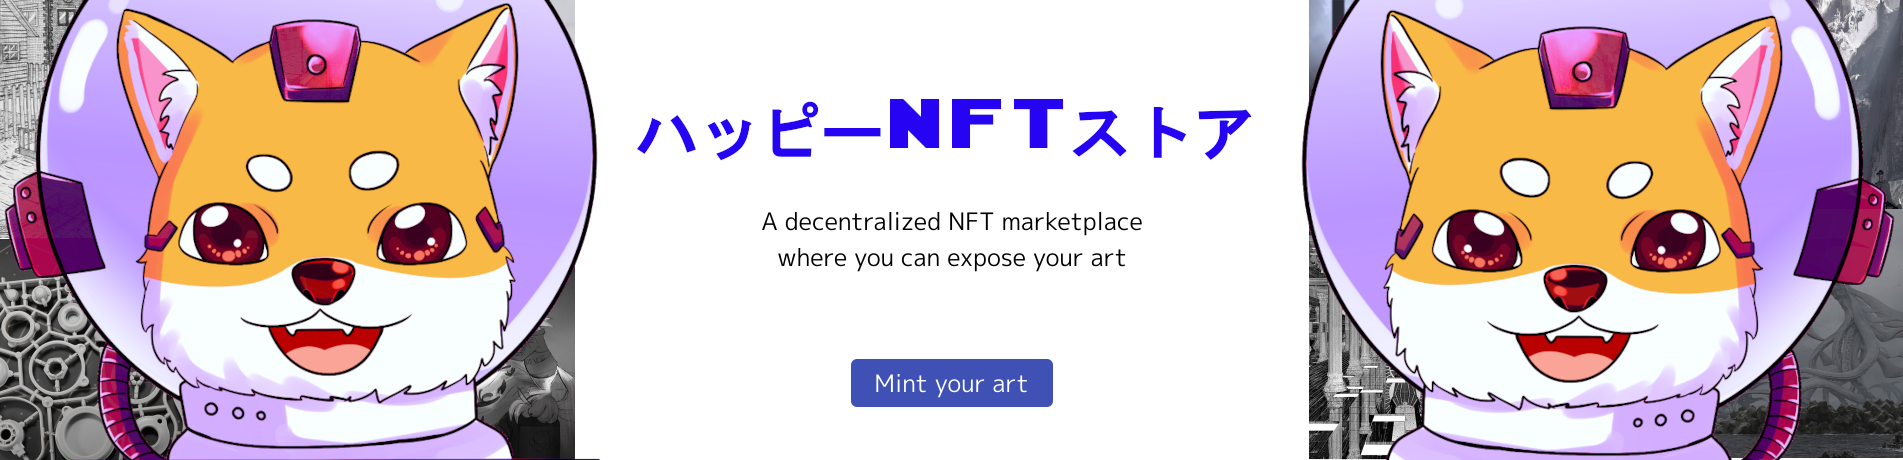 ハッピーNFTストア
A decentralized NFT marketplace
where you can expose your art
Mint your art